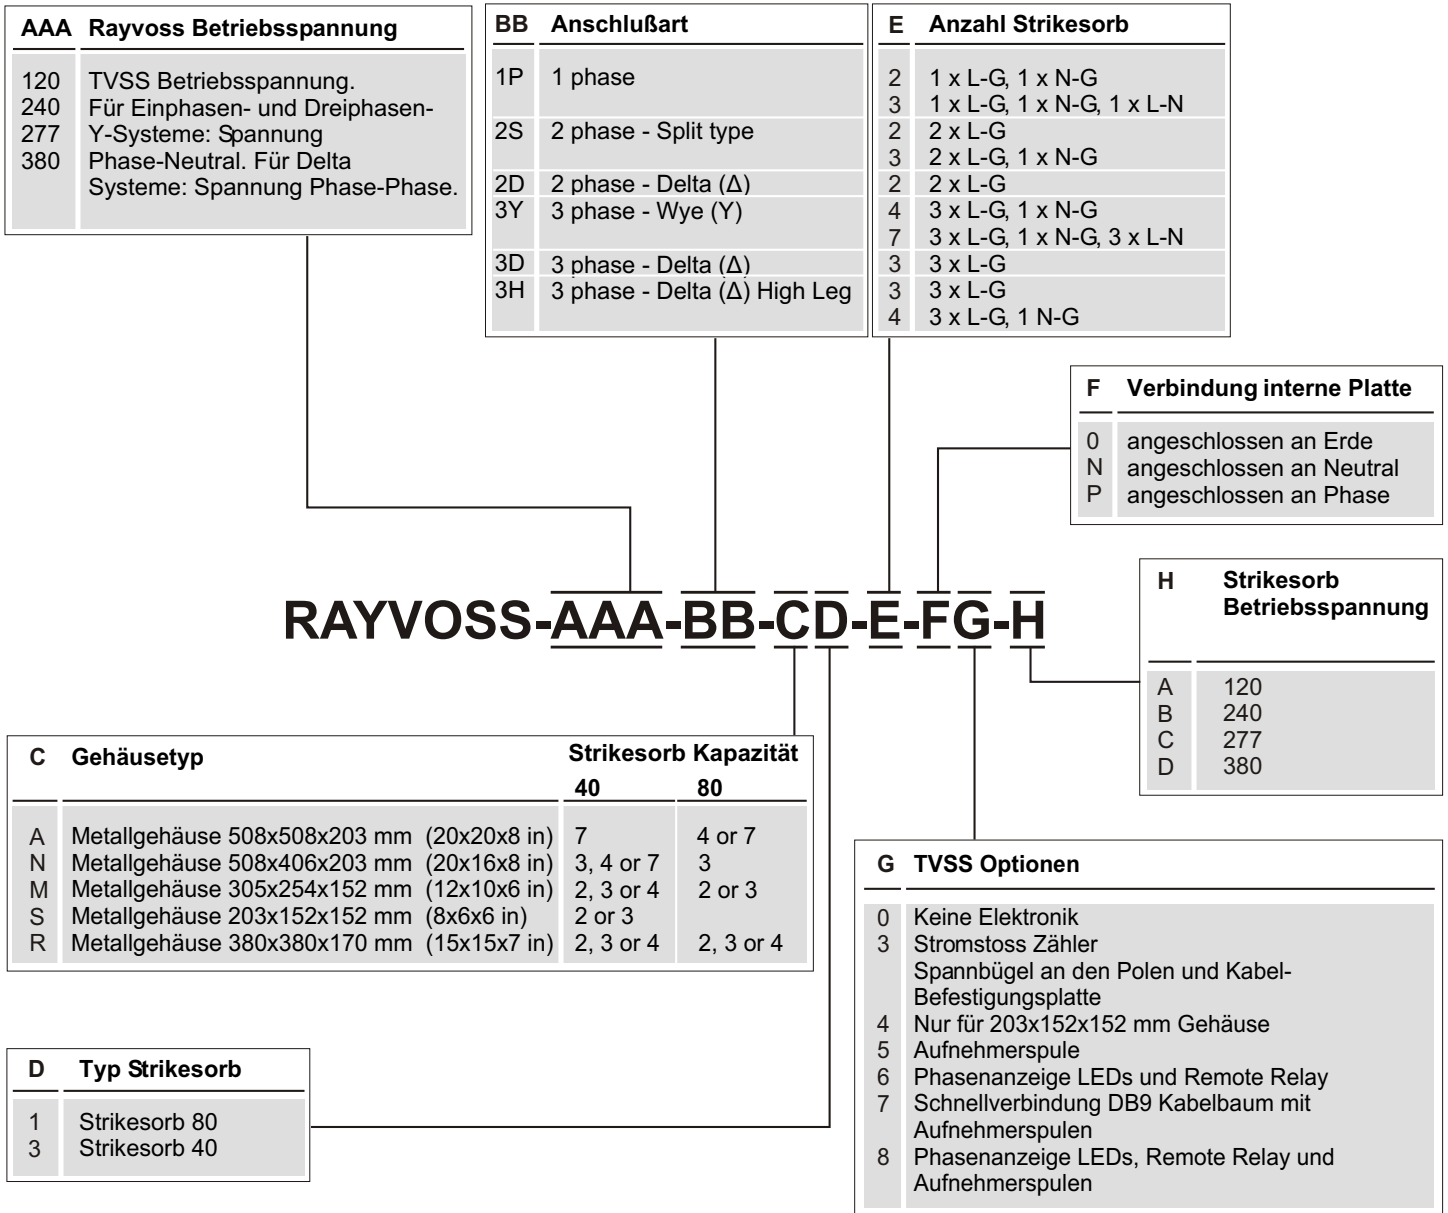 AAA Rayvoss Betriebsspannung
120 TVSS Betriebsspannung.
240 Für Einphasen- und Dreiphasen-
277 Y-Systeme: Spannung
380 Phase-Neutral. Für Delta
Systeme: Spannung Phase-Phase.
BB Anschlußart
1P 1 phase
2S 2 phase - Split type
2D 2 phase - Delta (Δ)
3Y 3 phase - Wye (Y)
3D 3 phase - Delta (Δ)
3H 3 phase - Delta (Δ) High Leg
E Anzahl Strikesorb
2 1 x L-G, 1 x N-G
3 1 x L-G, 1 x N-G, 1 x L-N
2 2 x L-G
3 2 x L-G, 1 x N-G
2 2 x L-G
4 3 x L-G, 1 x N-G
7 3 x L-G, 1 x N-G, 3 x L-N
3 3 x L-G
3 3 x L-G
4 3 x L-G, 1 N-G
F Verbindung interne Platte
0 angeschlossen an Erde
N angeschlossen an Neutral
P angeschlossen an Phase
RAYVOSS-AAA-BB-CD-E-FG-H
H Strikesorb
Betriebsspannung
A 120
B 240
C 277
D 380
C Gehäusetyp Strikesorb Kapazität
40 80
A Metallgehäuse 508x508x203 mm (20x20x8 in) 7 4 or 7
N Metallgehäuse 508x406x203 mm (20x16x8 in) 3, 4 or 7 3
M Metallgehäuse 305x254x152 mm (12x10x6 in) 2, 3 or 4 2 or 3
S Metallgehäuse 203x152x152 mm (8x6x6 in) 2 or 3
R Metallgehäuse 380x380x170 mm (15x15x7 in) 2, 3 or 4 2, 3 or 4
D Typ Strikesorb
1 Strikesorb 80
3 Strikesorb 40
G TVSS Optionen
0 Keine Elektronik
3 Stromstoss Zähler
Spannbügel an den Polen und Kabel-
Befestigungsplatte
4 Nur für 203x152x152 mm Gehäuse
5 Aufnehmerspule
6 Phasenanzeige LEDs und Remote Relay
7 Schnellverbindung DB9 Kabelbaum mit
Aufnehmerspulen
8 Phasenanzeige LEDs, Remote Relay und
Aufnehmerspulen